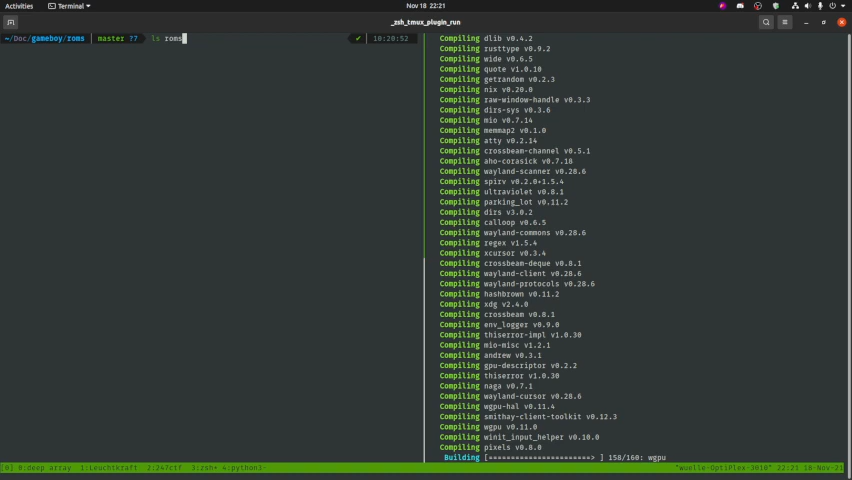 Activities
Terminal
Nov 18 22:21
_zsh_tmux_plugin_run
~/Doc/gameboy/roms master ?7 ls roms
✔ 10:20:52
Compiling dlib v0.4.2
Compiling rusttype v0.9.2
Compiling wide v0.6.5
Compiling quote v1.0.10
Compiling getrandom v0.2.3
Compiling nix v0.20.0
Compiling raw-window-handle v0.3.3
Compiling dirs-sys v0.3.6
Compiling mio v0.7.14
Compiling memmap2 v0.1.0
Compiling atty v0.2.14
Compiling crossbeam-channel v0.5.1
Compiling aho-corasick v0.7.18
Compiling wayland-scanner v0.28.6
Compiling spirv v0.2.0+1.5.4
Compiling ultraviolet v0.8.1
Compiling parking_lot v0.11.2
Compiling dirs v3.0.2
Compiling calloop v0.6.5
Compiling wayland-commons v0.28.6
Compiling regex v1.5.4
Compiling xcursor v0.3.4
Compiling crossbeam-deque v0.8.1
Compiling wayland-client v0.28.6
Compiling wayland-protocols v0.28.6
Compiling hashbrown v0.11.2
Compiling xdg v2.4.0
Compiling crossbeam v0.8.1
Compiling env_logger v0.9.0
Compiling thiserror-impl v1.0.30
Compiling mio-misc v1.2.1
Compiling andrew v0.3.1
Compiling gpu-descriptor v0.2.2
Compiling thiserror v1.0.30
Compiling naga v0.7.1
Compiling wayland-cursor v0.28.6
Compiling wgpu-hal v0.11.4
Compiling smithay-client-toolkit v0.12.3
Compiling wgpu v0.11.0
Compiling winit_input_helper v0.10.0
Compiling pixels v0.8.0
Building [=======================> ] 158/160: wgpu
[0] 0:deep array 1:Leuchtkraft 2:247ctf 3:zsh* 4:python3-
"wuelle-OptiPlex-3010" 22:21 18-Nov-21